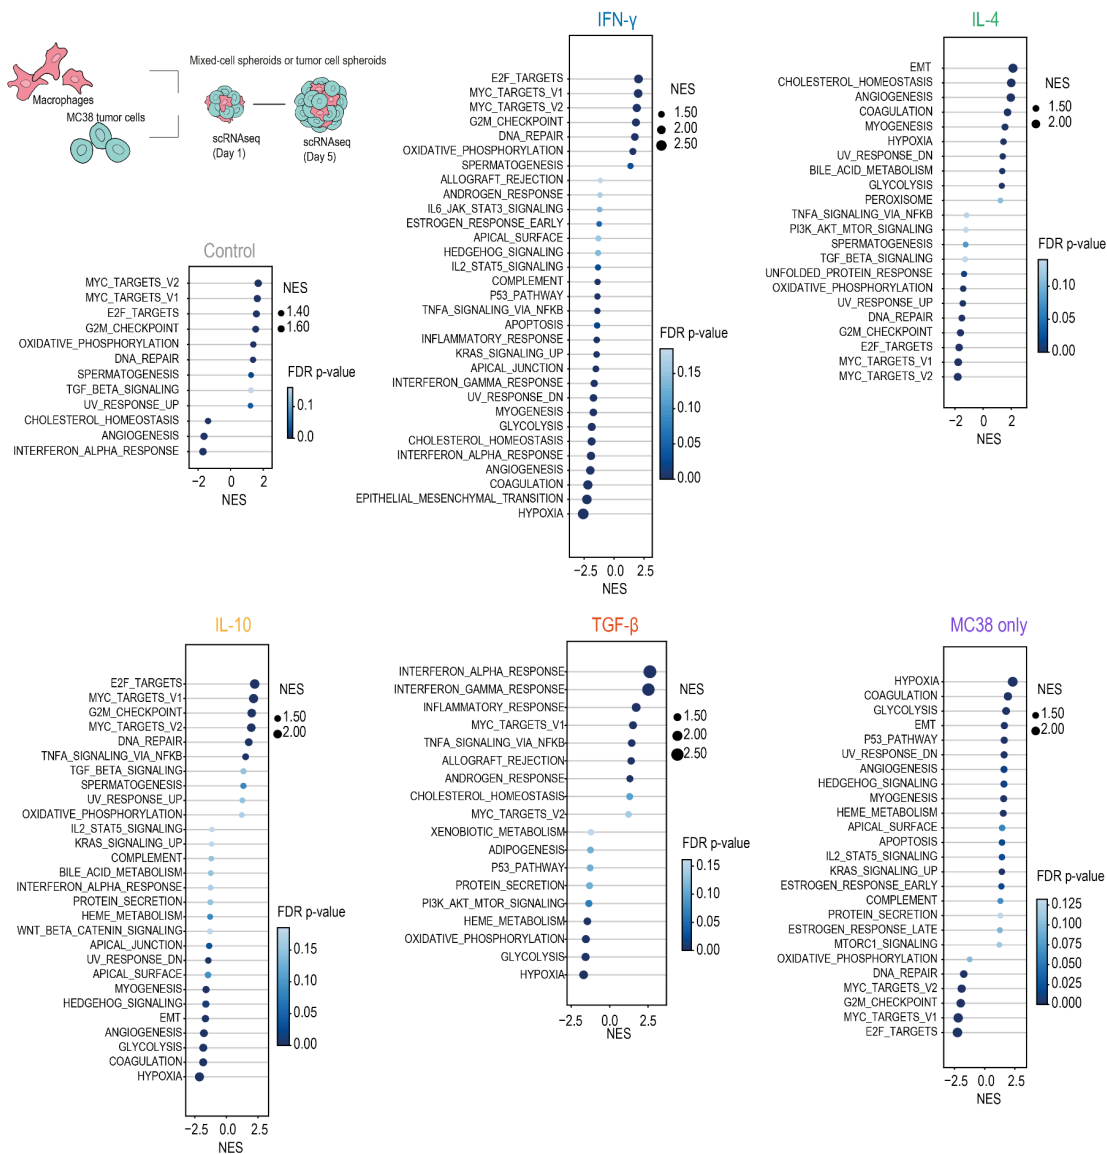 Macrophages
MC38 tumor cells
Mixed-cell spheroids or tumor cell spheroids
scRNAseq
(Day 1)
scRNAseq
(Day 5)
Control
MYC_TARGETS_V2
MYC_TARGETS_V1
E2F_TARGETS
G2M_CHECKPOINT
OXIDATIVE_PHOSPHORYLATION
DNA_REPAIR
SPERMATOGENESIS
TGF_BETA_SIGNALING
UV_RESPONSE_UP
CHOLESTEROL_HOMEOSTASIS
ANGIOGENESIS
INTERFERON_ALPHA_RESPONSE
−2 0 2
NES
NES
1.40
1.60
FDR p-value
0.1
0.0
IFN-γ
E2F_TARGETS
MYC_TARGETS_V1
MYC_TARGETS_V2
G2M_CHECKPOINT
DNA_REPAIR
OXIDATIVE_PHOSPHORYLATION
SPERMATOGENESIS
ALLOGRAFT_REJECTION
ANDROGEN_RESPONSE
IL6_JAK_STAT3_SIGNALING
ESTROGEN_RESPONSE_EARLY
APICAL_SURFACE
HEDGEHOG_SIGNALING
IL2_STAT5_SIGNALING
COMPLEMENT
P53_PATHWAY
TNFA_SIGNALING_VIA_NFKB
APOPTOSIS
INFLAMMATORY_RESPONSE
KRAS_SIGNALING_UP
APICAL_JUNCTION
INTERFERON_GAMMA_RESPONSE
UV_RESPONSE_DN
MYOGENESIS
GLYCOLYSIS
CHOLESTEROL_HOMEOSTASIS
INTERFERON_ALPHA_RESPONSE
ANGIOGENESIS
COAGULATION
EPITHELIAL_MESENCHYMAL_TRANSITION
HYPOXIA
−2.5 0.0 2.5
NES
NES
1.50
2.00
2.50
FDR p-value
0.15
0.10
0.05
0.00
IL-4
EMT
CHOLESTEROL_HOMEOSTASIS
ANGIOGENESIS
COAGULATION
MYOGENESIS
HYPOXIA
UV_RESPONSE_DN
BILE_ACID_METABOLISM
GLYCOLYSIS
PEROXISOME
TNFA_SIGNALING_VIA_NFKB
PI3K_AKT_MTOR_SIGNALING
SPERMATOGENESIS
TGF_BETA_SIGNALING
UNFOLDED_PROTEIN_RESPONSE
OXIDATIVE_PHOSPHORYLATION
UV_RESPONSE_UP
DNA_REPAIR
G2M_CHECKPOINT
E2F_TARGETS
MYC_TARGETS_V1
MYC_TARGETS_V2
−2 0 2
NES
NES
1.50
2.00
FDR p-value
0.10
0.05
0.00
IL-10
E2F_TARGETS
MYC_TARGETS_V1
G2M_CHECKPOINT
MYC_TARGETS_V2
DNA_REPAIR
TNFA_SIGNALING_VIA_NFKB
TGF_BETA_SIGNALING
SPERMATOGENESIS
UV_RESPONSE_UP
OXIDATIVE_PHOSPHORYLATION
IL2_STAT5_SIGNALING
KRAS_SIGNALING_UP
COMPLEMENT
BILE_ACID_METABOLISM
INTERFERON_ALPHA_RESPONSE
PROTEIN_SECRETION
HEME_METABOLISM
WNT_BETA_CATENIN_SIGNALING
APICAL_JUNCTION
UV_RESPONSE_DN
APICAL_SURFACE
MYOGENESIS
HEDGEHOG_SIGNALING
EMT
ANGIOGENESIS
GLYCOLYSIS
COAGULATION
HYPOXIA
−2.5 0.0 2.5
NES
NES
1.50
2.00
FDR p-value
0.15
0.10
0.05
0.00
TGF-β
INTERFERON_ALPHA_RESPONSE
INTERFERON_GAMMA_RESPONSE
INFLAMMATORY_RESPONSE
MYC_TARGETS_V1
TNFA_SIGNALING_VIA_NFKB
ALLOGRAFT_REJECTION
ANDROGEN_RESPONSE
CHOLESTEROL_HOMEOSTASIS
MYC_TARGETS_V2
XENOBIOTIC_METABOLISM
ADIPOGENESIS
P53_PATHWAY
PROTEIN_SECRETION
PI3K_AKT_MTOR_SIGNALING
HEME_METABOLISM
OXIDATIVE_PHOSPHORYLATION
GLYCOLYSIS
HYPOXIA
−2.5 0.0 2.5
NES
NES
1.50
2.00
2.50
FDR p-value
0.15
0.10
0.05
0.00
MC38 only
HYPOXIA
COAGULATION
GLYCOLYSIS
EMT
P53_PATHWAY
UV_RESPONSE_DN
ANGIOGENESIS
HEDGEHOG_SIGNALING
MYOGENESIS
HEME_METABOLISM
APICAL_SURFACE
APOPTOSIS
IL2_STAT5_SIGNALING
KRAS_SIGNALING_UP
ESTROGEN_RESPONSE_EARLY
COMPLEMENT
PROTEIN_SECRETION
ESTROGEN_RESPONSE_LATE
MTORC1_SIGNALING
OXIDATIVE_PHOSPHORYLATION
DNA_REPAIR
MYC_TARGETS_V2
G2M_CHECKPOINT
MYC_TARGETS_V1
E2F_TARGETS
−2.5 0.0 2.5
NES
NES
1.50
2.00
FDR p-value
0.125
0.100
0.075
0.050
0.025
0.000